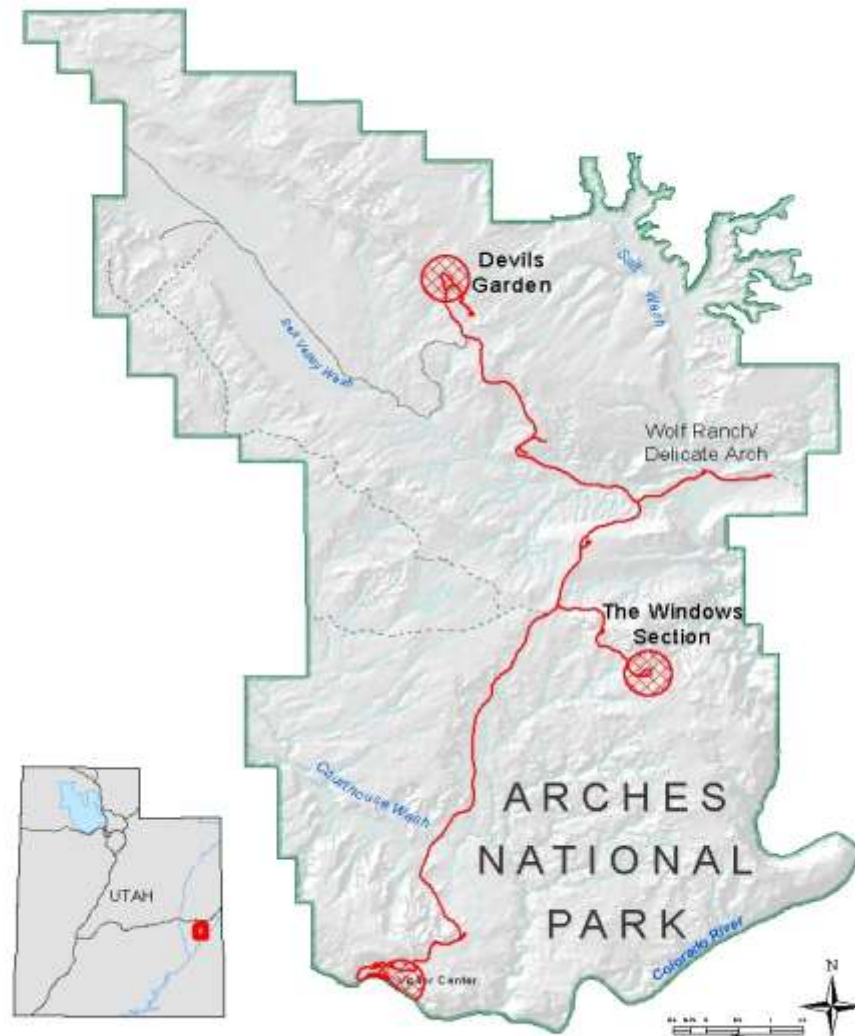 Devils
Garden
Salt
Wash
Salt Valley Wash
Wolf Ranch/
Delicate Arch
The Windows
Section
Courthouse Wash
ARCHES
NATIONAL
PARK
UTAH
Colorado River
Center
N